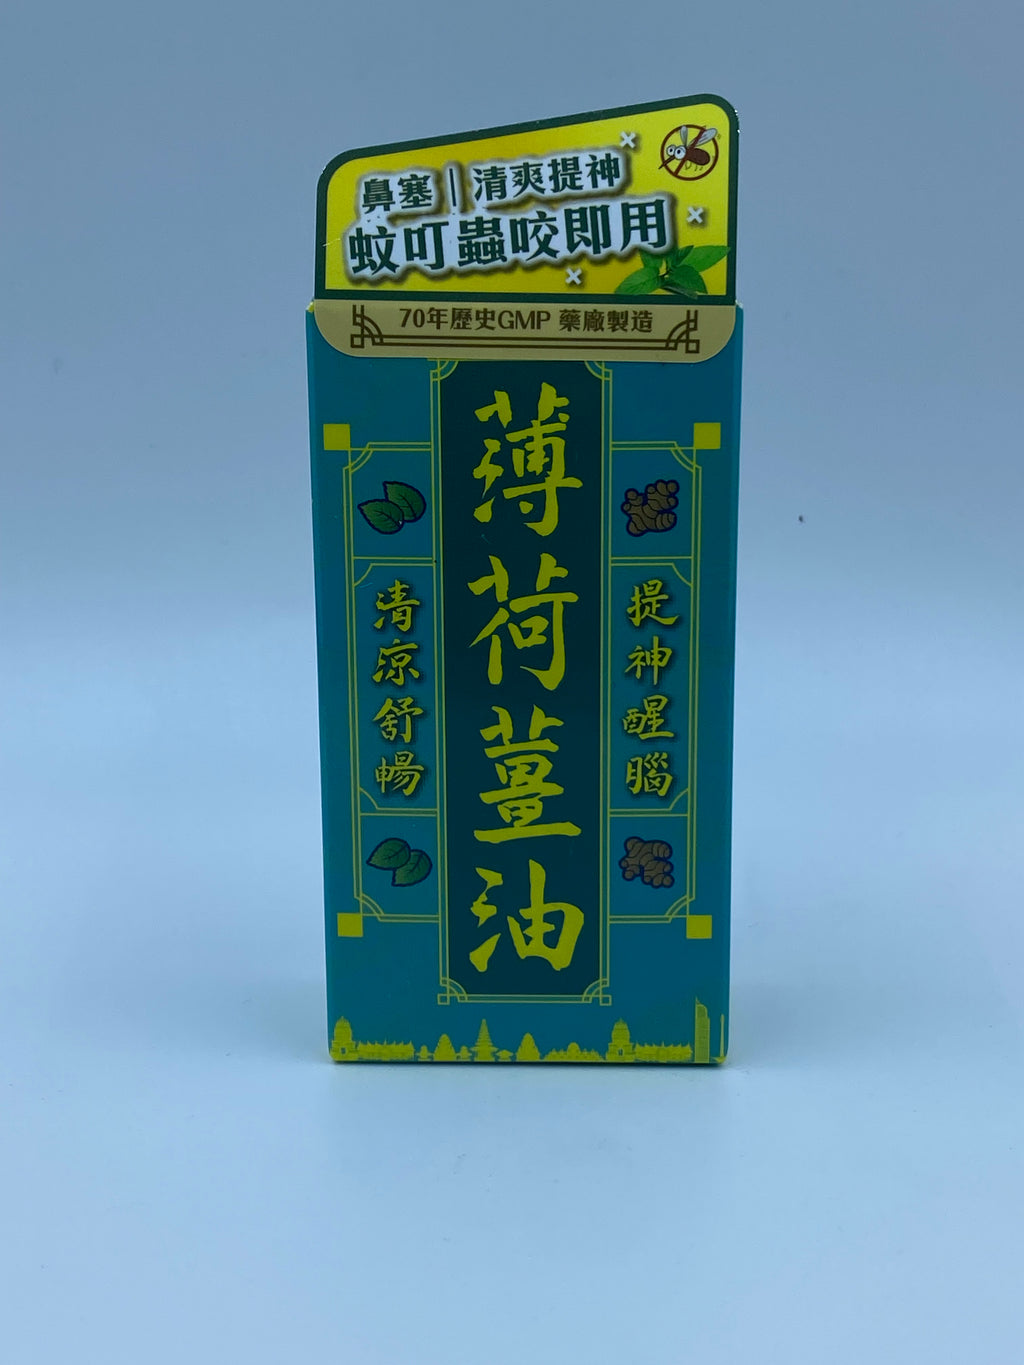 鼻塞｜清爽提神
蚊叮蟲咬即用
70年歷史GMP 藥廠製造
薄荷薑油
提神醒腦
清涼舒暢